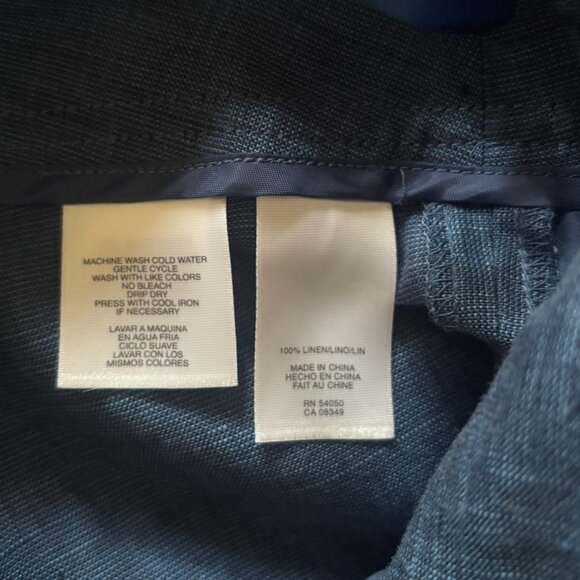 MACHINE WASH COLD WATER
GENTLE CYCLE
WASH WITH LIKE COLORS
NO BLEACH
DRIP DRY
PRESS WITH COOL IRON
IF NECESSARY
LAVAR A MAQUINA
EN AGUA FRIA
CICLO SUAVE
LAVAR CON LOS
MISMOS COLORES
100% LINEN/LINO/LIN
MADE IN CHINA
HECHO EN CHINA
FAIT AU CHINE
RN 54050
CA 08349